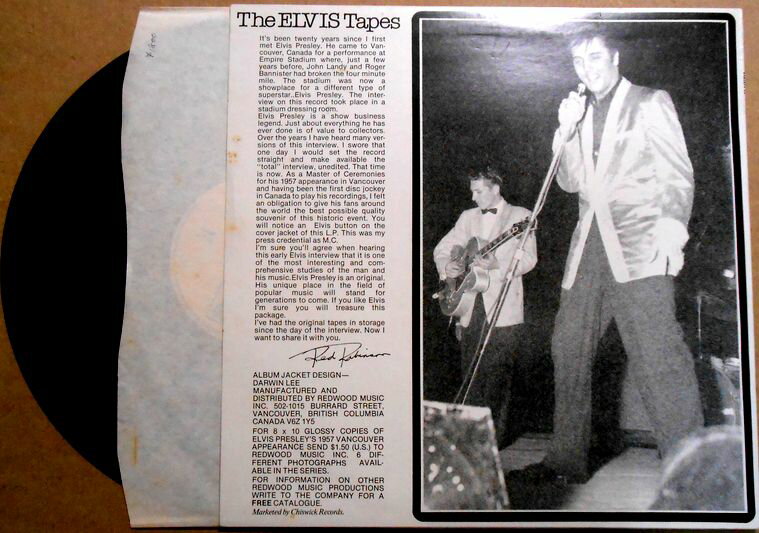 The ELVIS Tapes
It's been twenty years since I first
met Elvis Presley. He came to Van-
couver, Canada for a performance at
Empire Stadium where, just a few
years before, John Landy and Roger
Bannister had broken the four minute
mile. The stadium was now a
showplace for a different type of
superstar..Elvis Presley. The inter-
view on this record took place in a
stadium dressing room.
Elvis Presley is a show business
legend. Just about everything he has
ever done is of value to collectors.
Over the years I have heard many ver-
sions of this interview. I swore that
one day I would set the record
straight and make available the
"total" interview, unedited. That time
is now. As a Master of Ceremonies
for his 1957 appearance in Vancouver
and having been the first disc jockey
in Canada to play his recordings, I felt
an obligation to give his fans around
the world the best possible quality
souvenir of this historic event. You
will notice an Elvis button on the
cover jacket of this L.P. This was my
press credential as M.C.
I'm sure you'll agree when hearing
this early Elvis interview that it is one
of the most interesting and com-
prehensive studies of the man and
his music.Elvis Presley is an original.
His unique place in the field of
popular music will stand for
generations to come. If you like Elvis
I'm sure you will treasure this
package.
I've had the original tapes in storage
since the day of the interview. Now I
want to share it with you.
Red Robinson
ALBUM JACKET DESIGN—
DARWIN LEE
MANUFACTURED AND
DISTRIBUTED BY REDWOOD MUSIC
INC. 502-1015 BURRARD STREET,
VANCOUVER, BRITISH COLUMBIA
CANADA V6Z 1Y5
FOR 8 x 10 GLOSSY COPIES OF
ELVIS PRESLEY'S 1957 VANCOUVER
APPEARANCE SEND $1.50 (U.S.) TO
REDWOOD MUSIC INC. 6 DIF-
FERENT PHOTOGRAPHS AVAIL-
ABLE IN THE SERIES.
FOR INFORMATION ON OTHER
REDWOOD MUSIC PRODUCTIONS
WRITE TO THE COMPANY FOR A
FREE CATALOGUE.
Marketed by Chiswick Records.